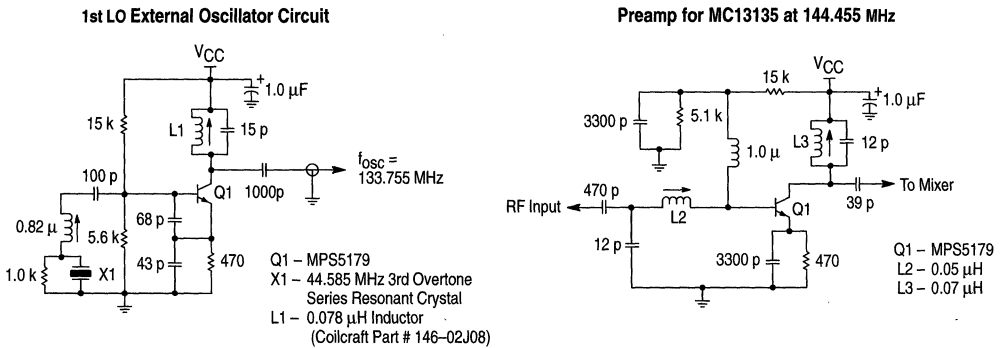 1st LO External Oscillator Circuit
VCC
+
1.0 µF
15 k
L1
15 p
fosc =
133.755 MHz
1000p
100 p
Q1
0.82 µ
5.6 k
68 p
43 p
470
1.0 k
X1
Q1 – MPS5179
X1 – 44.585 MHz 3rd Overtone
Series Resonant Crystal
L1 – 0.078 µH Inductor
(Coilcraft Part # 146–02J08)
Preamp for MC13135 at 144.455 MHz
VCC
15 k
+
1.0 µF
3300 p
5.1 k
1.0 µ
L3
12 p
470 p
RF Input
L2
Q1
39 p
To Mixer
12 p
3300 p
470
Q1 – MPS5179
L2 – 0.05 µH
L3 – 0.07 µH